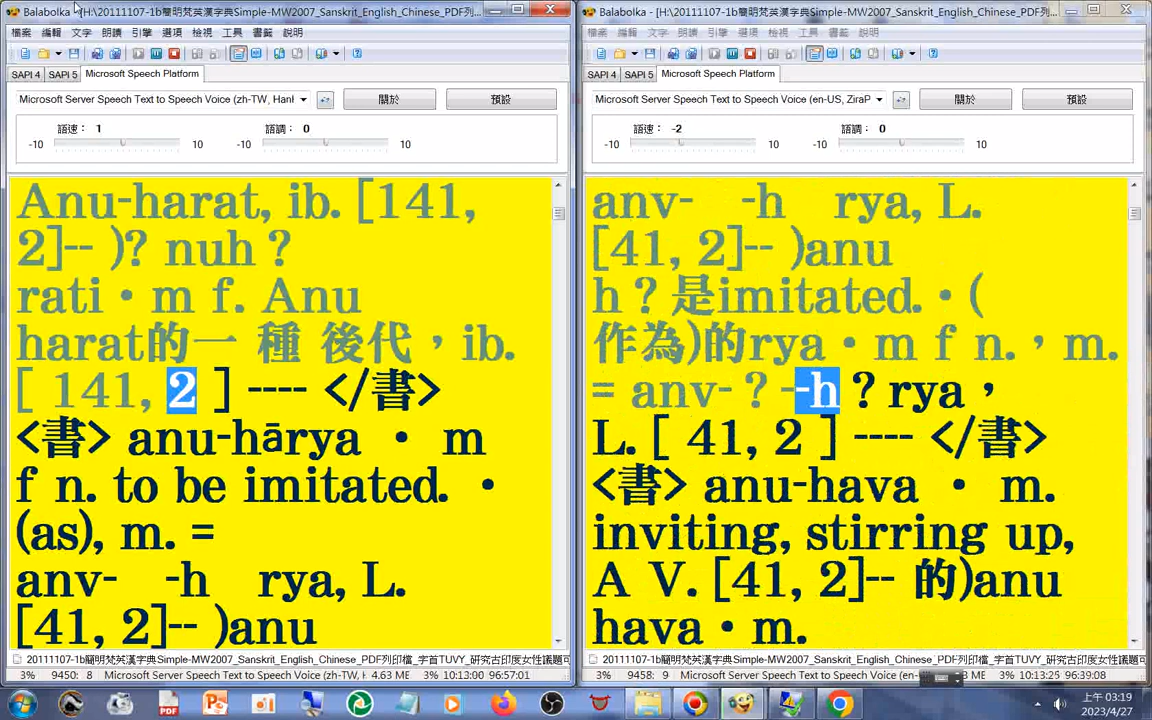 Balabolka - [H:\20111107-1b簡明梵英漢字典Simple-MW2007_Sanskrit_English_Chinese_PDF列...
檔案 編輯 文字 朗讀 引擎 選項 檢視 工具 書籤 說明
SAPI 4 SAPI 5 Microsoft Speech Platform
Microsoft Server Speech Text to Speech Voice (zh-TW, HanH 關於 預設
語速： 1 語調： 0
-10 10 -10 10
Anu-harat, ib. [141,
2]-- )? nuh ?
rati • m f. Anu
harat的一 種 後代，ib.
[ 141, 2 ] ---- </書>
<書> anu-hārya • m
f n. to be imitated. •
(as), m. =
anv- -h rya, L.
[41, 2]-- )anu
20111107-1b簡明梵英漢字典Simple-MW2007_Sanskrit_English_Chinese_PDF列印檔_字首TUVY_研究古印度女性議題可
3% 9450: 8 Microsoft Server Speech Text to Speech Voice (zh-TW, H 4.63 ME 3% 10:13:00 96:57:01
Balabolka - [H:\20111107-1b簡明梵英漢字典Simple-MW2007_Sanskrit_English_Chinese_PDF列印...
檔案 編輯 文字 朗讀 引擎 選項 檢視 工具 書籤 說明
SAPI 4 SAPI 5 Microsoft Speech Platform
Microsoft Server Speech Text to Speech Voice (en-US, ZiraP 關於 預設
語速： -2 語調： 0
-10 10 -10 10
anv- -h rya, L.
[41, 2]-- )anu
h ? 是imitated. • (
作為)的rya • m f n.，m.
= anv- ? --h ? rya，
L. [ 41, 2 ] ---- </書>
<書> anu-hava • m.
inviting, stirring up,
A V. [41, 2]-- 的)anu
hava • m.
20111107-1b簡明梵英漢字典Simple-MW2007_Sanskrit_English_Chinese_PDF列印檔_字首TUVY_研究古印度女性議題可
3% 9458: 9 Microsoft Server Speech Text to Speech Voice (en-US, 3 ME 3% 10:13:25 96:39:08
上午 03:19
2023/4/27